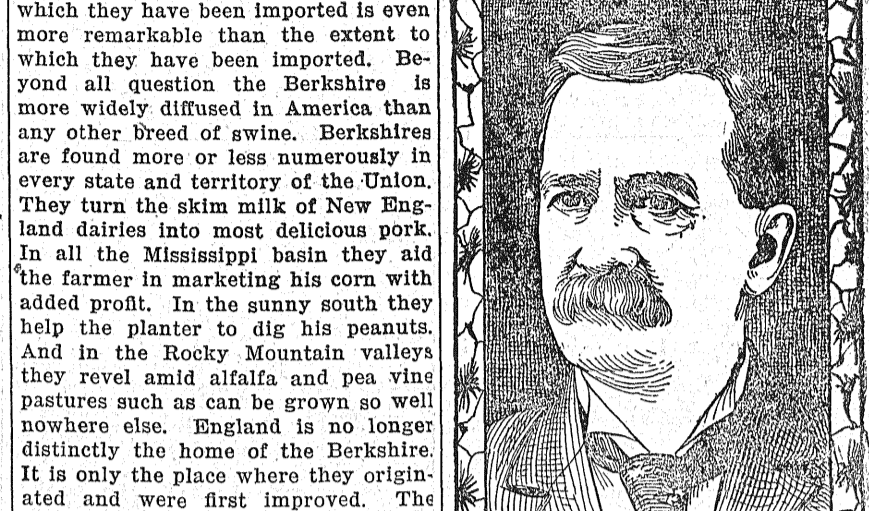 which they have been imported is even
more remarkable than the extent to
which they have been imported. Be-
yond all question the Berkshire is
more widely diffused in America than
any other breed of swine. Berkshires
are found more or less numerously in
every state and territory of the Union.
They turn the skim milk of New Eng-
land dairies into most delicious pork.
In all the Mississippi basin they aid
the farmer in marketing his corn with
added profit. In the sunny south they
help the planter to dig his peanuts.
And in the Rocky Mountain valleys
they revel amid alfalfa and pea vine
pastures such as can be grown so well
nowhere else. England is no longer
distinctly the home of the Berkshire.
It is only the place where they origin-
ated and were first improved. The